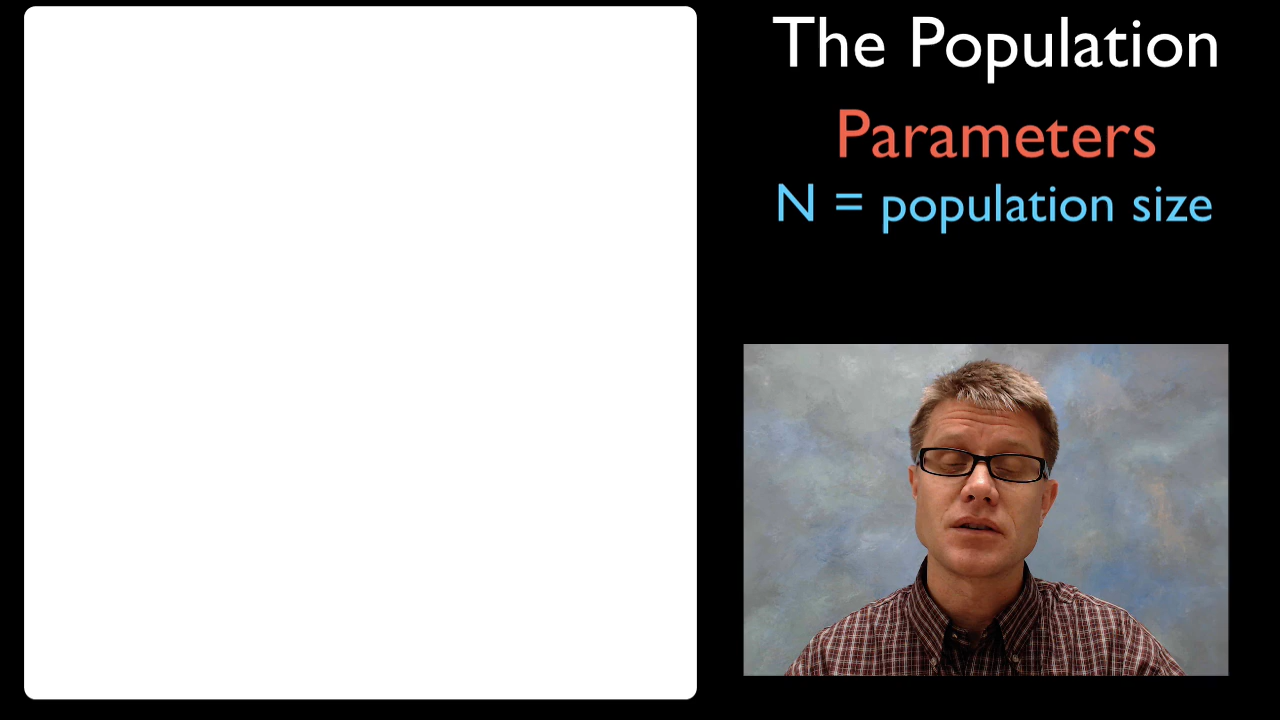 The Population
Parameters
N = population size